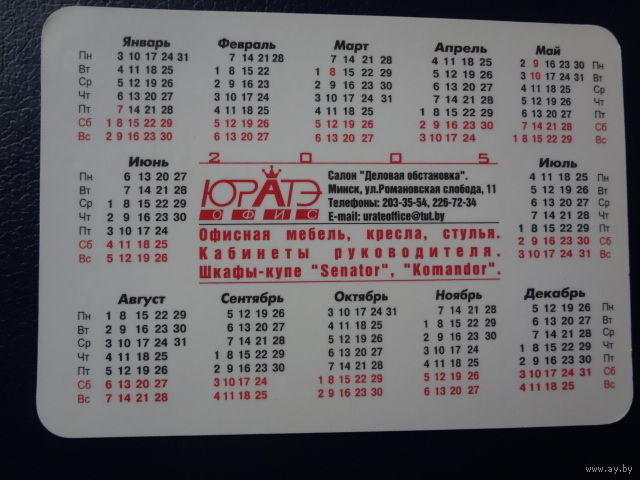 Январь Февраль Март Апрель Май
Пн 3 10 17 24 31 7 14 21 28 7 14 21 28 4 11 18 25 2 9 16 23 30 Пн
Вт 4 11 18 25 1 8 15 22 1 8 15 22 29 5 12 19 26 3 10 17 24 31 Вт
Ср 5 12 19 26 2 9 16 23 2 9 16 23 30 6 13 20 27 4 11 18 25 Ср
Чт 6 13 20 27 3 10 17 24 3 10 17 24 31 7 14 21 28 5 12 19 26 Чт
Пт 7 14 21 28 4 11 18 25 4 11 18 25 1 8 15 22 29 6 13 20 27 Пт
Сб 1 8 15 22 29 5 12 19 26 5 12 19 26 2 9 16 23 30 7 14 21 28 Сб
Вс 2 9 16 23 30 6 13 20 27 6 13 20 27 3 10 17 24 1 8 15 22 29 Вс
2 0 0 5
Июнь
Пн 6 13 20 27
Вт 7 14 21 28
Ср 1 8 15 22 29
Чт 2 9 16 23 30
Пт 3 10 17 24
Сб 4 11 18 25
Вс 5 12 19 26
ЮРАТЭ
ОФИС
Салон "Деловая обстановка".
Минск, ул.Романовская слобода, 11
Телефоны: 203-35-54, 226-72-34
E-mail: urateoffice@tut.by
Офисная мебель, кресла, стулья.
Кабинеты руководителя.
Шкафы-купе "Senator", "Komandor".
Июль
4 11 18 25 Пн
5 12 19 26 Вт
6 13 20 27 Ср
7 14 21 28 Чт
1 8 15 22 29 Пт
2 9 16 23 30 Сб
3 10 17 24 31 Вс
Август Сентябрь Октябрь Ноябрь Декабрь
Пн 1 8 15 22 29 5 12 19 26 3 10 17 24 31 7 14 21 28 5 12 19 26 Пн
Вт 2 9 16 23 30 6 13 20 27 4 11 18 25 1 8 15 22 29 6 13 20 27 Вт
Ср 3 10 17 24 31 7 14 21 28 5 12 19 26 2 9 16 23 30 7 14 21 28 Ср
Чт 4 11 18 25 1 8 15 22 29 6 13 20 27 3 10 17 24 1 8 15 22 29 Чт
Пт 5 12 19 26 2 9 16 23 30 7 14 21 28 4 11 18 25 2 9 16 23 30 Пт
Сб 6 13 20 27 3 10 17 24 1 8 15 22 29 5 12 19 26 3 10 17 24 31 Сб
Вс 7 14 21 28 4 11 18 25 2 9 16 23 30 6 13 20 27 4 11 18 25 Вс
www.ay.by